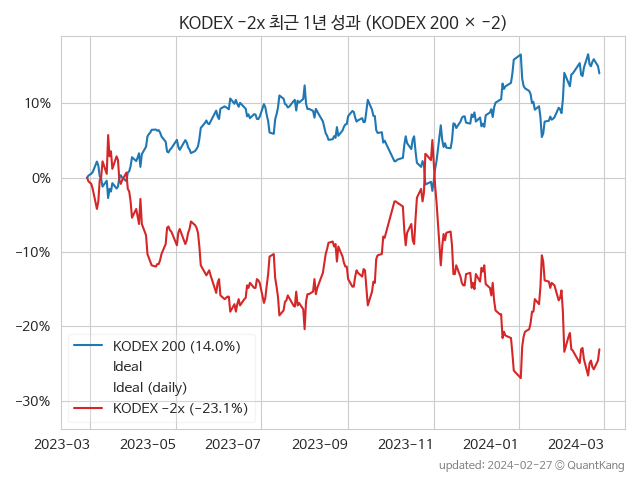 KODEX -2x 최근 1년 성과 (KODEX 200 × -2)
10%
0%
−10%
−20%
−30%
KODEX 200 (14.0%)
Ideal
Ideal (daily)
KODEX -2x (-23.1%)
2023-03
2023-05
2023-07
2023-09
2023-11
2024-01
2024-03
updated: 2024-02-27 © QuantKang